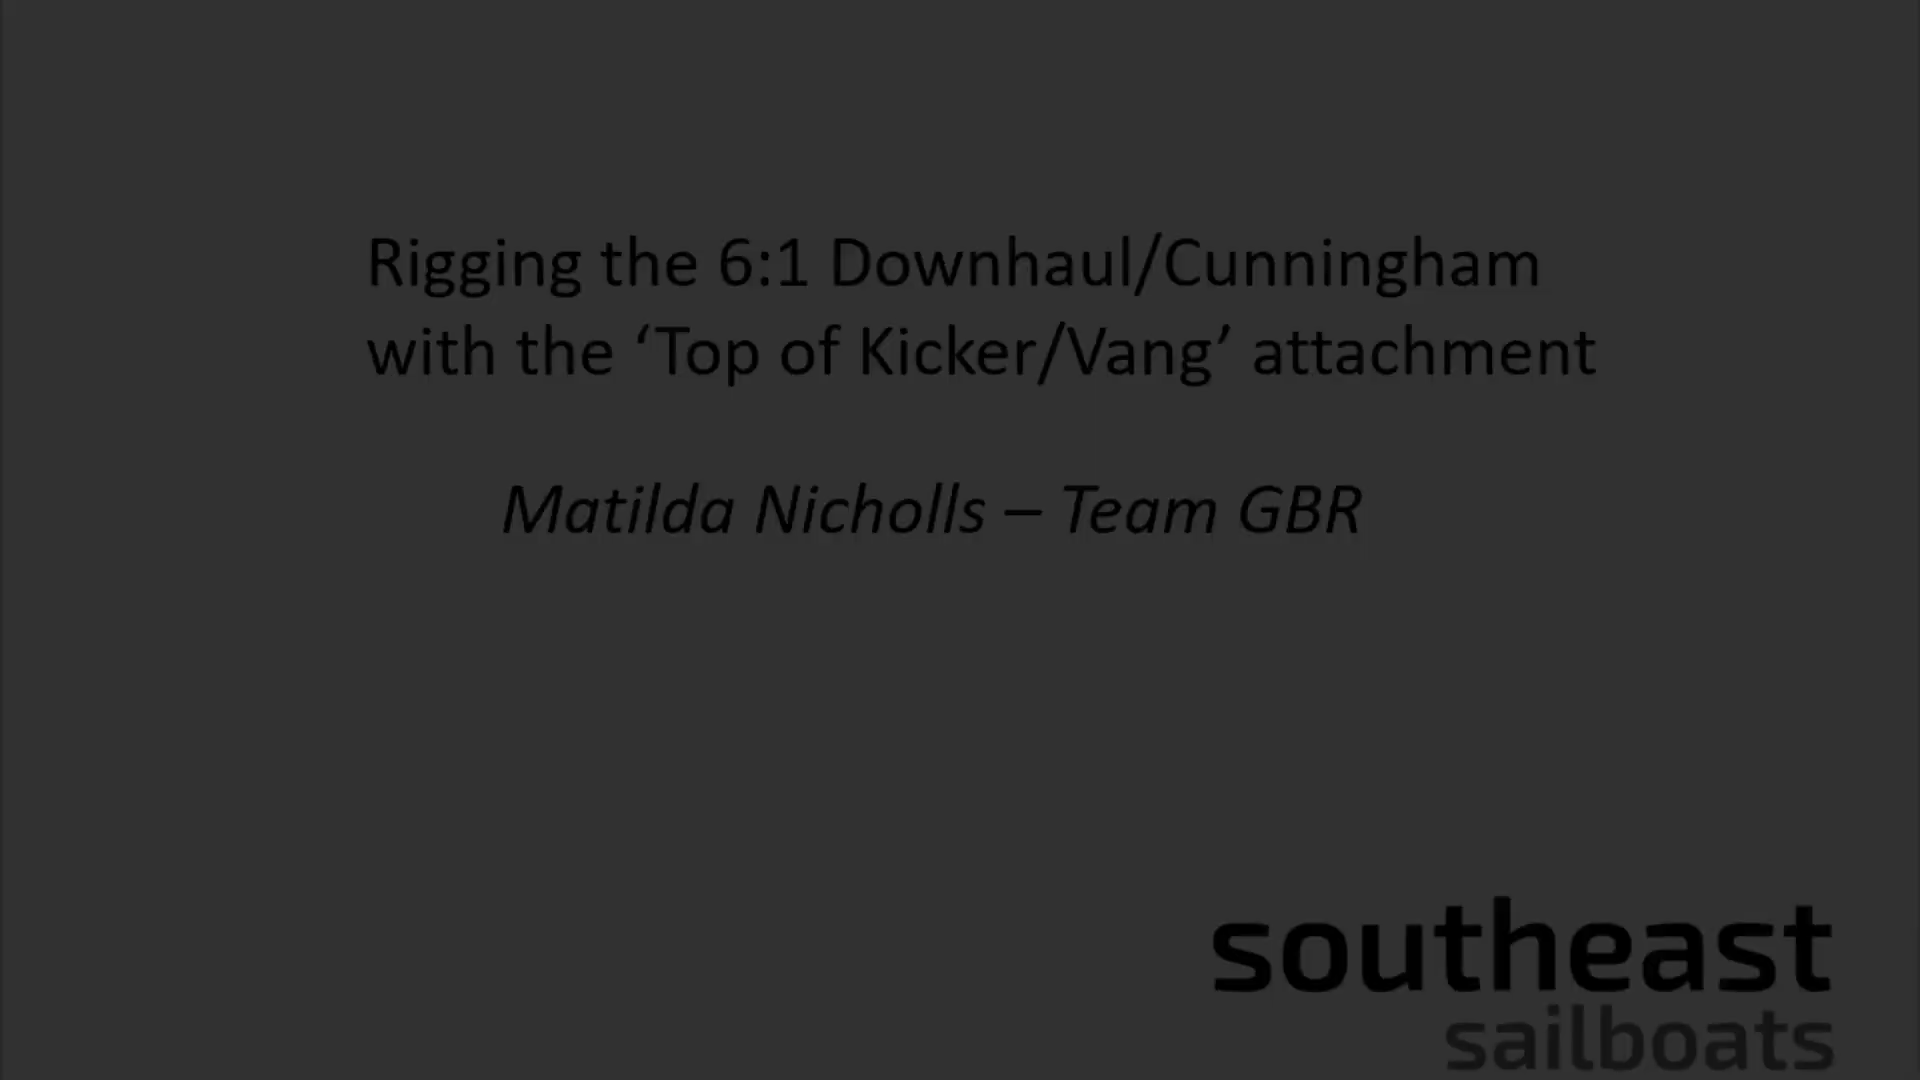 Rigging the 6:1 Downhaul/Cunningham
with the ‘Top of Kicker/Vang’ attachment
Matilda Nicholls – Team GBR
southeast
sailboats